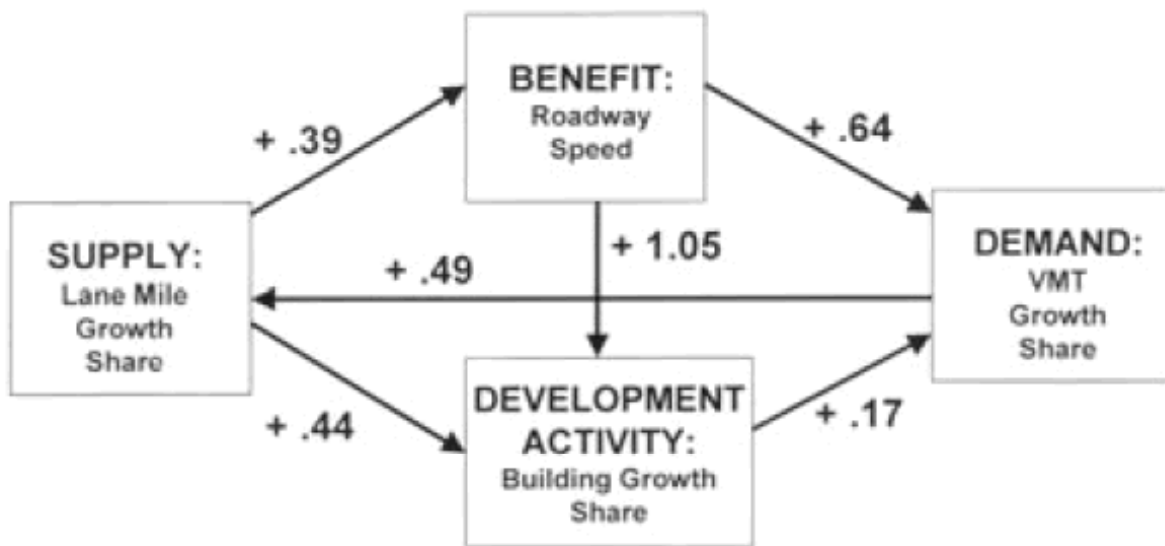 BENEFIT:
Roadway
Speed
+ .39
+ .64
SUPPLY:
Lane Mile
Growth
Share
+ .49
+ 1.05
DEMAND:
VMT
Growth
Share
+ .44
DEVELOPMENT
ACTIVITY:
Building Growth
Share
+ .17